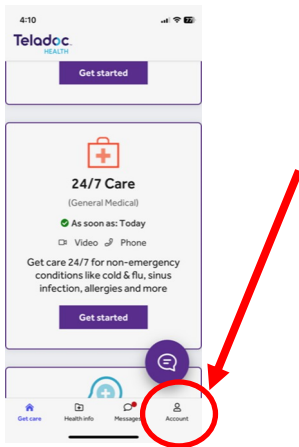 4:10
77
Teladoc
HEALTH
Get started
24/7 Care
(General Medical)
As soon as: Today
Video Phone
Get care 24/7 for non-emergency
conditions like cold & flu, sinus
infection, allergies and more
Get started
Get care Health info Messages Account